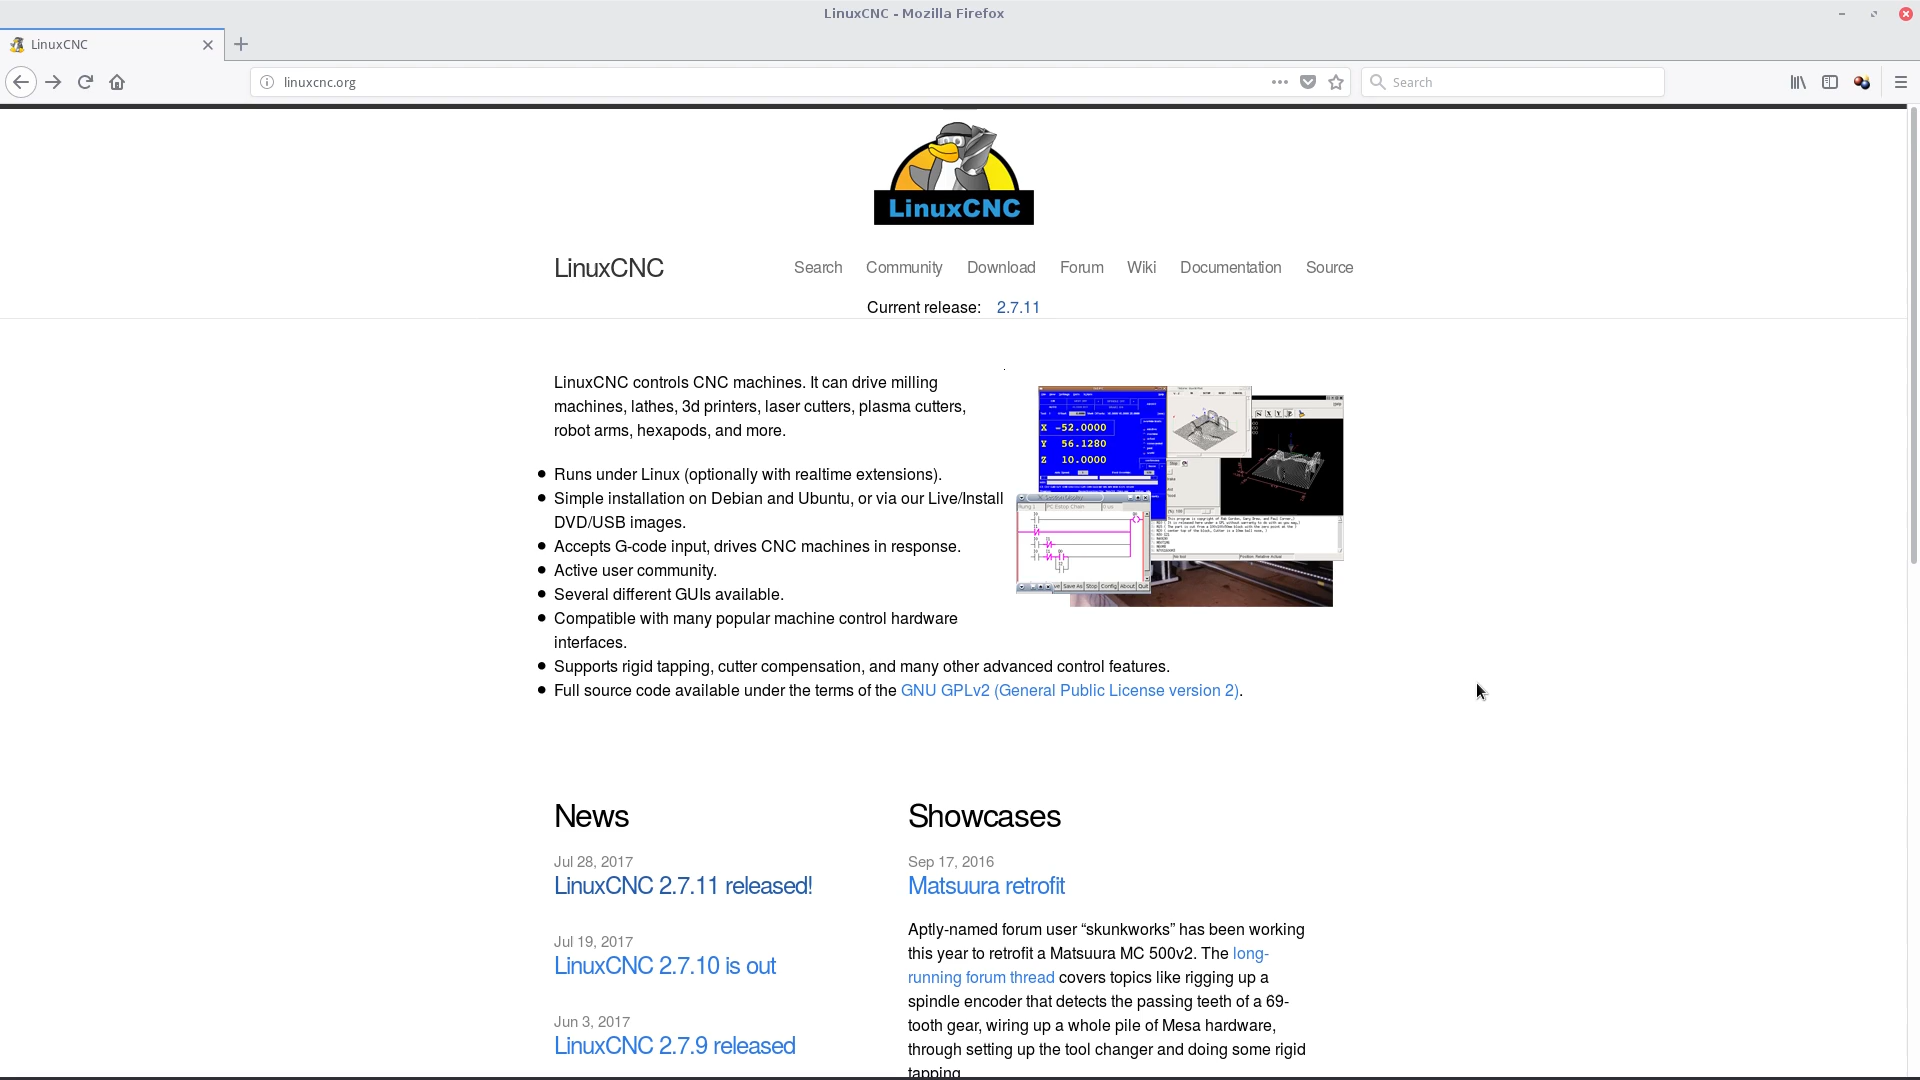 LinuxCNC - Mozilla Firefox
LinuxCNC
linuxcnc.org
Search
LinuxCNC
LinuxCNC
Search Community Download Forum Wiki Documentation Source
Current release: 2.7.11
LinuxCNC controls CNC machines. It can drive milling
machines, lathes, 3d printers, laser cutters, plasma cutters,
robot arms, hexapods, and more.
Runs under Linux (optionally with realtime extensions).
Simple installation on Debian and Ubuntu, or via our Live/Install
DVD/USB images.
Accepts G-code input, drives CNC machines in response.
Active user community.
Several different GUIs available.
Compatible with many popular machine control hardware
interfaces.
Supports rigid tapping, cutter compensation, and many other advanced control features.
Full source code available under the terms of the GNU GPLv2 (General Public License version 2).
X -52.0000
Y 56.1280
Z 10.0000
Save As Stop Config About Quit
News
Jul 28, 2017
LinuxCNC 2.7.11 released!
Jul 19, 2017
LinuxCNC 2.7.10 is out
Jun 3, 2017
LinuxCNC 2.7.9 released
Showcases
Sep 17, 2016
Matsuura retrofit
Aptly-named forum user “skunkworks” has been working
this year to retrofit a Matsuura MC 500v2. The long-
running forum thread covers topics like rigging up a
spindle encoder that detects the passing teeth of a 69-
tooth gear, wiring up a whole pile of Mesa hardware,
through setting up the tool changer and doing some rigid
tapping